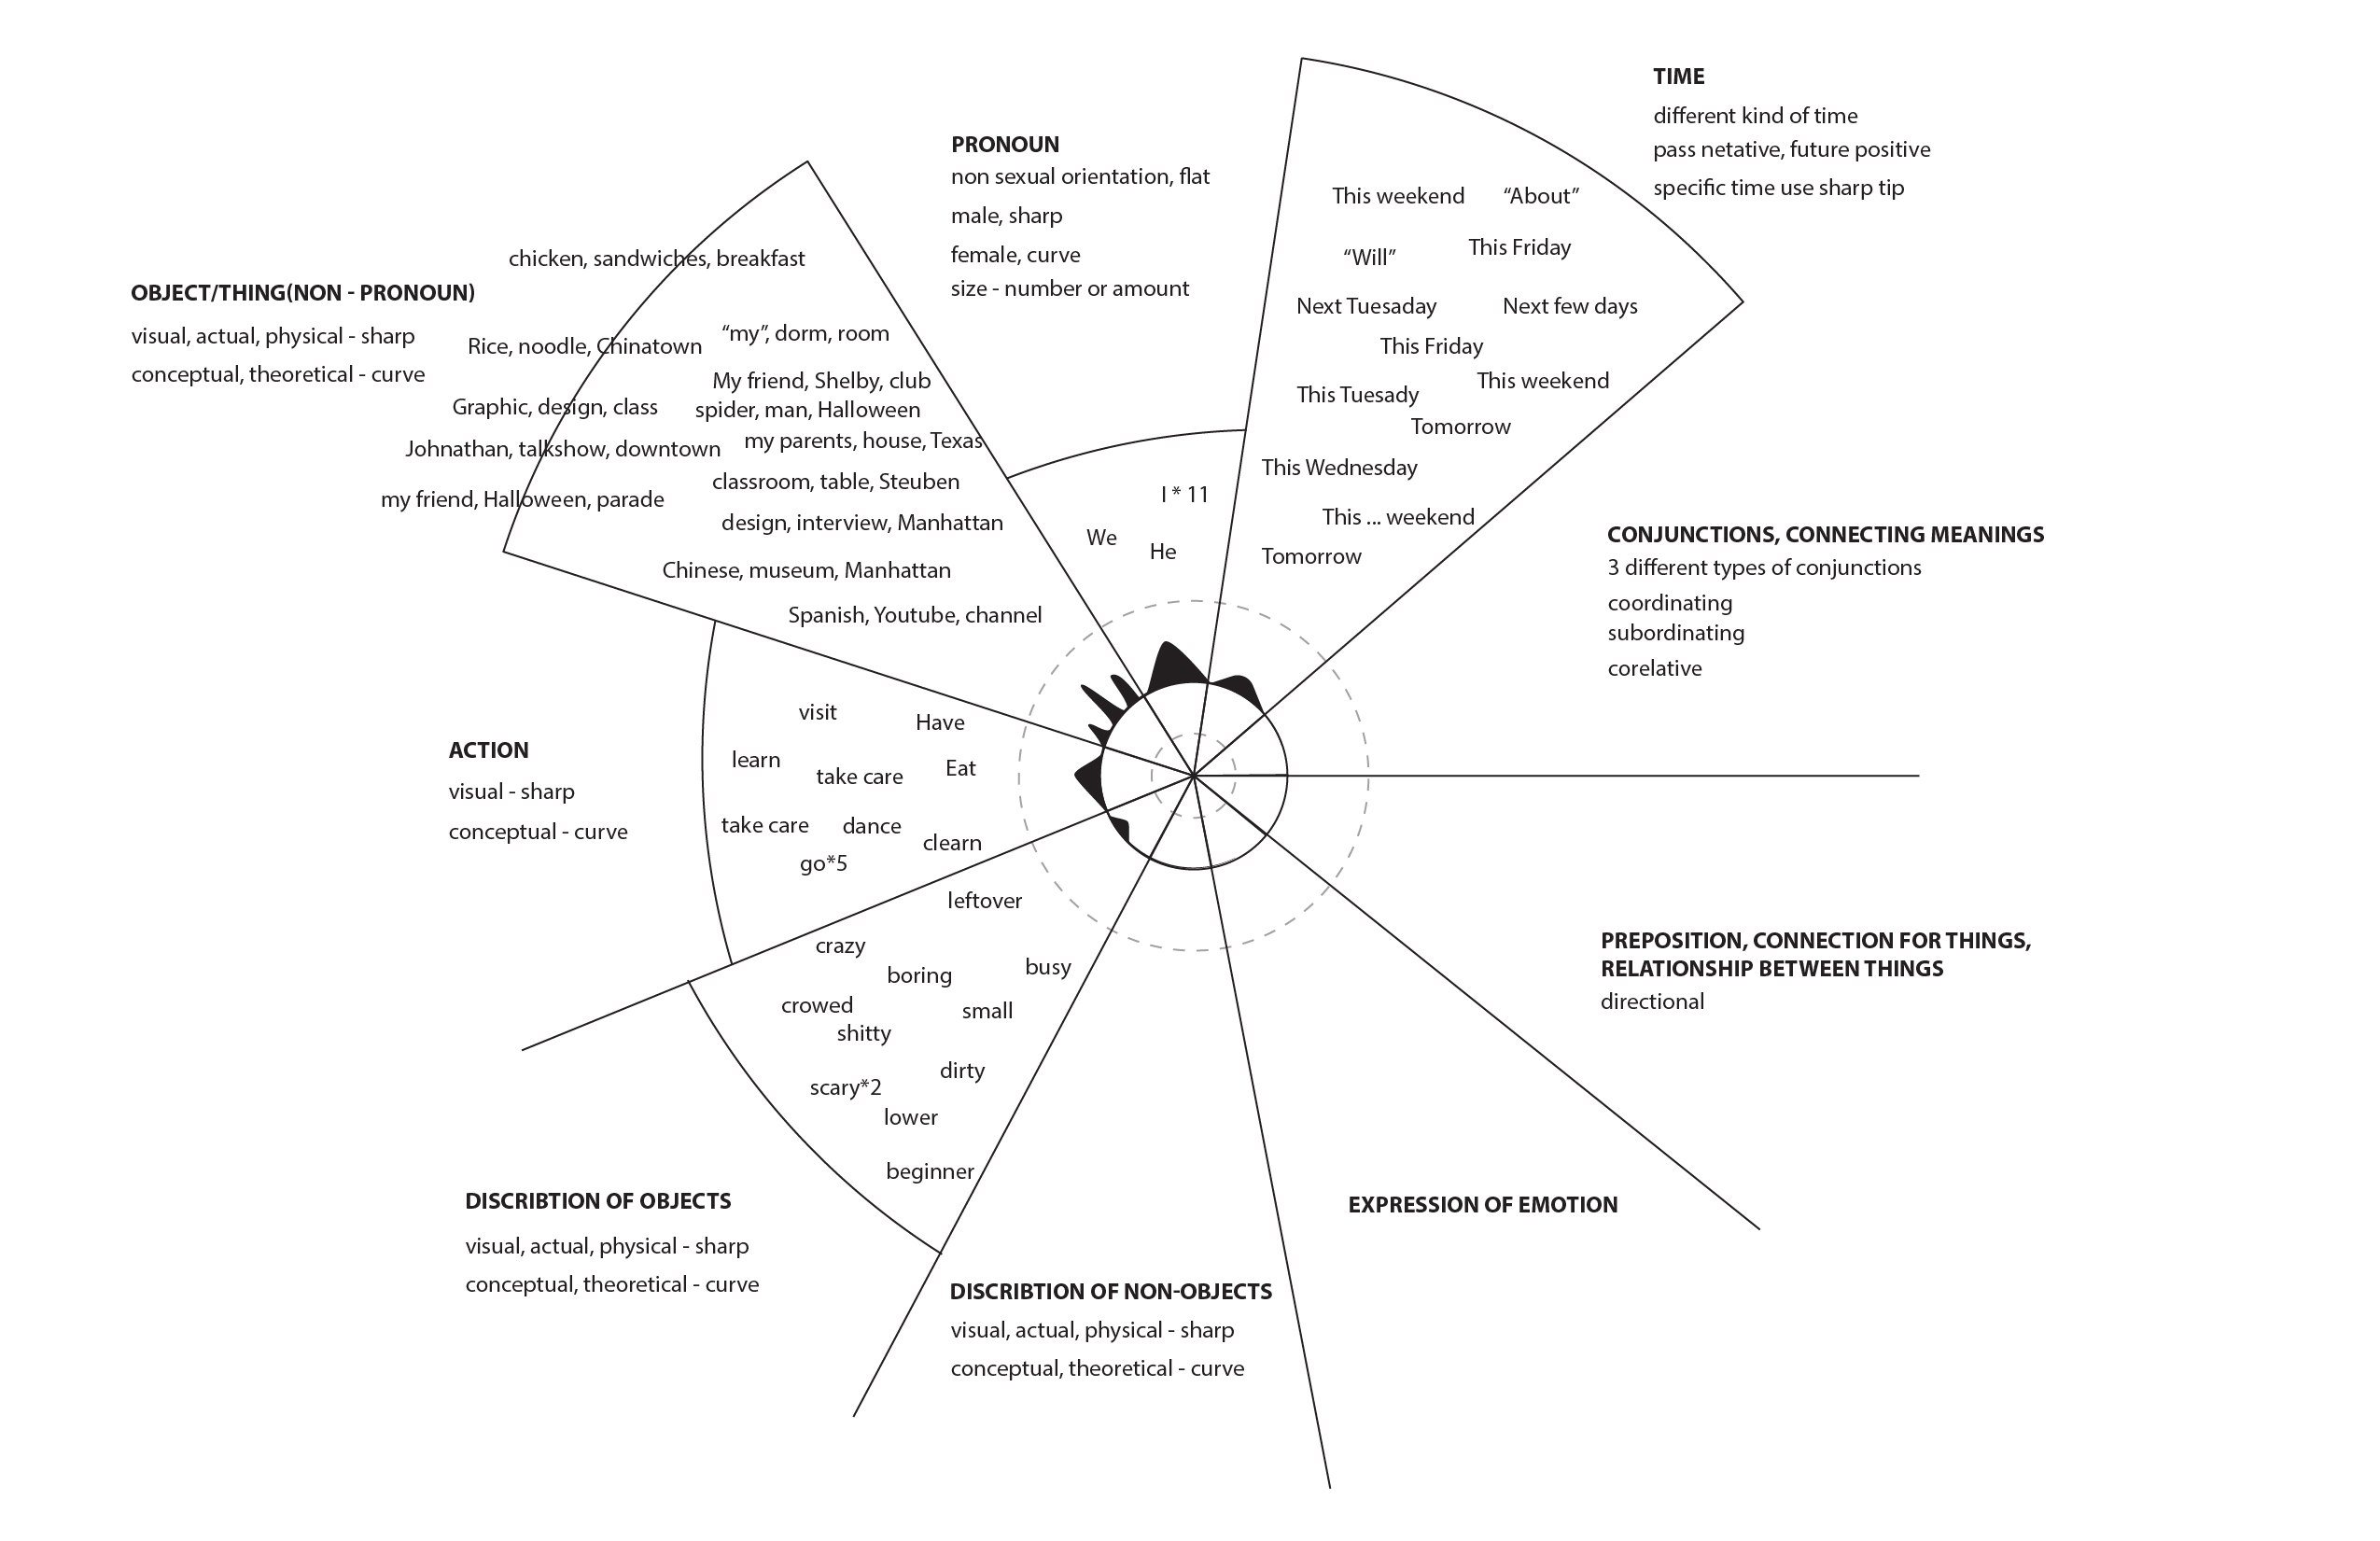 TIME
different kind of time
pass netative, future positive
specific time use sharp tip
PRONOUN
non sexual orientation, flat
male, sharp
female, curve
size - number or amount
This weekend
“About”
“Will”
This Friday
Next Tuesaday
Next few days
This Friday
This weekend
This Tuesady
Tomorrow
This Wednesday
This ... weekend
Tomorrow
OBJECT/THING(NON - PRONOUN)
visual, actual, physical - sharp
conceptual, theoretical - curve
chicken, sandwiches, breakfast
“my”, dorm, room
Rice, noodle, Chinatown
My friend, Shelby, club
Graphic, design, class
spider, man, Halloween
Johnathan, talkshow, downtown
my parents, house, Texas
classroom, table, Steuben
my friend, Halloween, parade
design, interview, Manhattan
Chinese, museum, Manhattan
Spanish, Youtube, channel
I * 11
We
He
CONJUNCTIONS, CONNECTING MEANINGS
3 different types of conjunctions
coordinating
subordinating
corelative
ACTION
visual - sharp
conceptual - curve
visit
Have
learn
take care
Eat
take care
dance
clearn
go*5
leftover
crazy
boring
busy
crowed
small
shitty
dirty
scary*2
lower
beginner
PREPOSITION, CONNECTION FOR THINGS,
RELATIONSHIP BETWEEN THINGS
directional
DISCRIBTION OF OBJECTS
visual, actual, physical - sharp
conceptual, theoretical - curve
EXPRESSION OF EMOTION
DISCRIBTION OF NON-OBJECTS
visual, actual, physical - sharp
conceptual, theoretical - curve